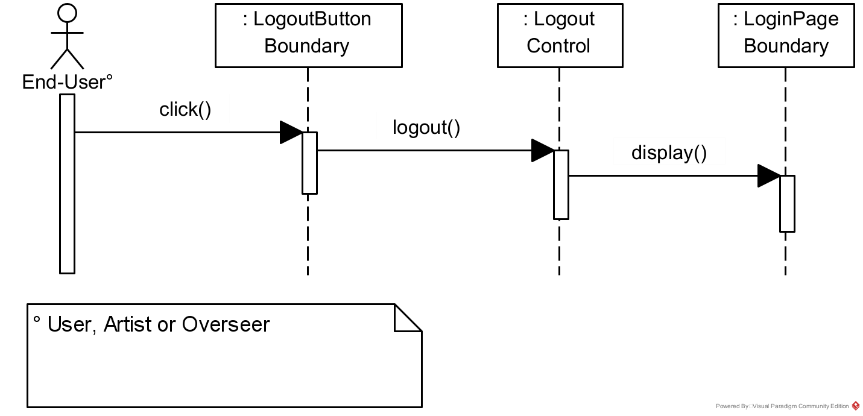 : LogoutButton
Boundary
: Logout
Control
: LoginPage
Boundary
End-User°
click()
logout()
display()
° User, Artist or Overseer
Powered By: Visual Paradigm Community Edition